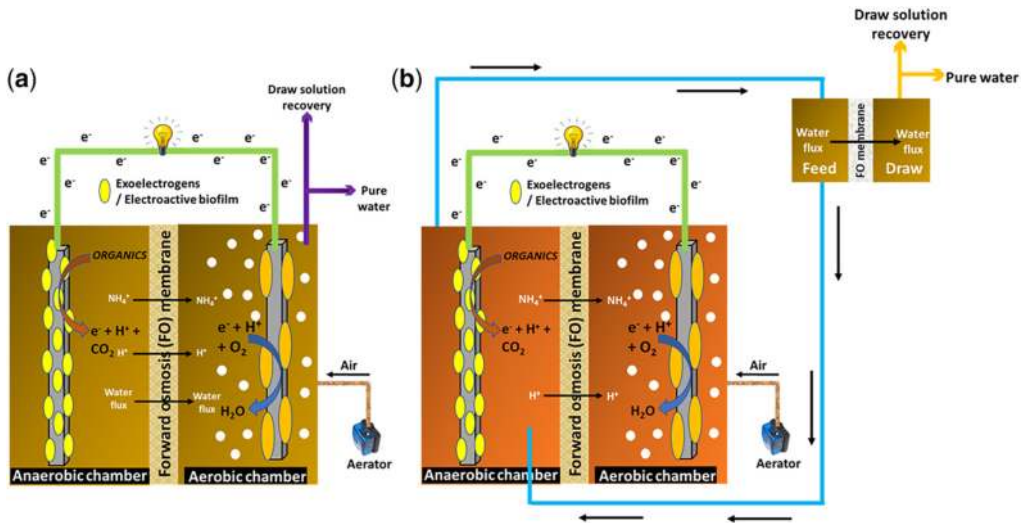 (a)
Draw solution
recovery
Pure
water
e-
e-
e-
e-
e-
e-
e-
e-
e-
e-
Exoelectrogens
/ Electroactive biofilm
ORGANICS
NH₄⁺
NH₄⁺
e⁻ + H⁺ +
CO₂
H⁺
H⁺
Water
flux
Water
flux
Forward osmosis (FO) membrane
e⁻ + H⁺
+ O₂
H₂O
Air
Aerator
Anaerobic chamber
Aerobic chamber
(b)
Draw solution
recovery
Pure water
Water
flux
Feed
FO membrane
Water
flux
Draw
e-
e-
e-
e-
e-
e-
e-
e-
e-
e-
Exoelectrogens
/ Electroactive biofilm
ORGANICS
NH₄⁺
NH₄⁺
e⁻ + H⁺ +
CO₂
H⁺
H⁺
Forward osmosis (FO) membrane
e⁻ + H⁺
+ O₂
H₂O
Air
Aerator
Anaerobic chamber
Aerobic chamber